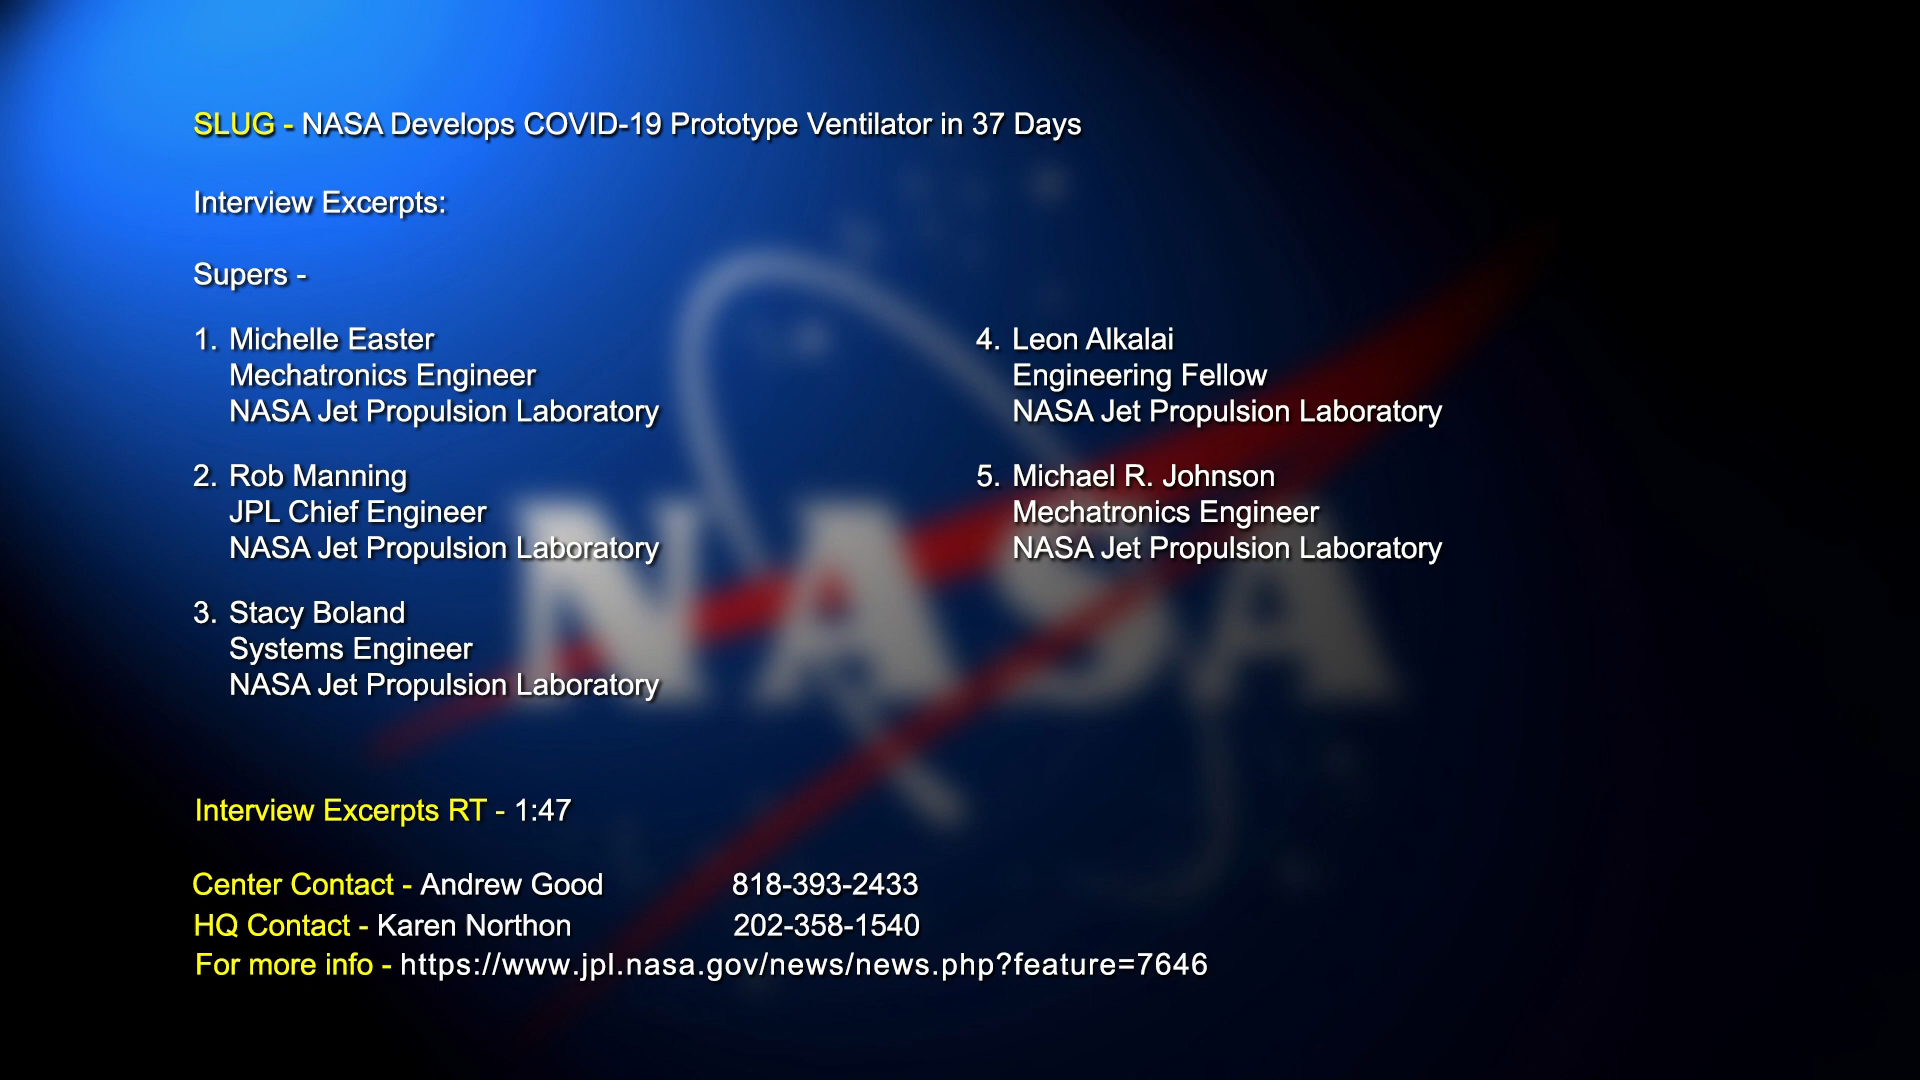 SLUG - NASA Develops COVID-19 Prototype Ventilator in 37 Days
Interview Excerpts:
Supers -
1. Michelle Easter
Mechatronics Engineer
NASA Jet Propulsion Laboratory
2. Rob Manning
JPL Chief Engineer
NASA Jet Propulsion Laboratory
3. Stacy Boland
Systems Engineer
NASA Jet Propulsion Laboratory
4. Leon Alkalai
Engineering Fellow
NASA Jet Propulsion Laboratory
5. Michael R. Johnson
Mechatronics Engineer
NASA Jet Propulsion Laboratory
NASA
Interview Excerpts RT - 1:47
Center Contact - Andrew Good 818-393-2433
HQ Contact - Karen Northon 202-358-1540
For more info - https://www.jpl.nasa.gov/news/news.php?feature=7646